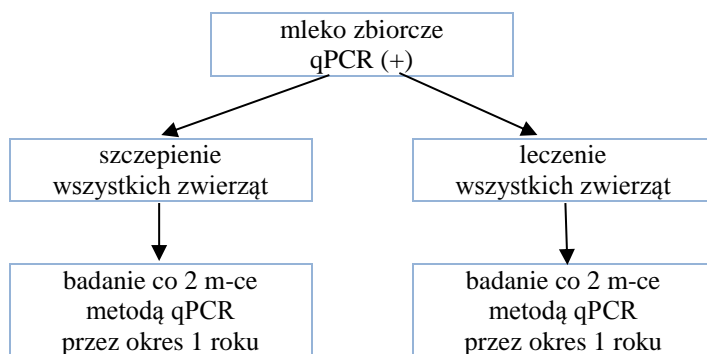 mleko zbiorcze
qPCR (+)
szczepienie
wszystkich zwierząt
leczenie
wszystkich zwierząt
badanie co 2 m-ce
metodą qPCR
przez okres 1 roku
badanie co 2 m-ce
metodą qPCR
przez okres 1 roku